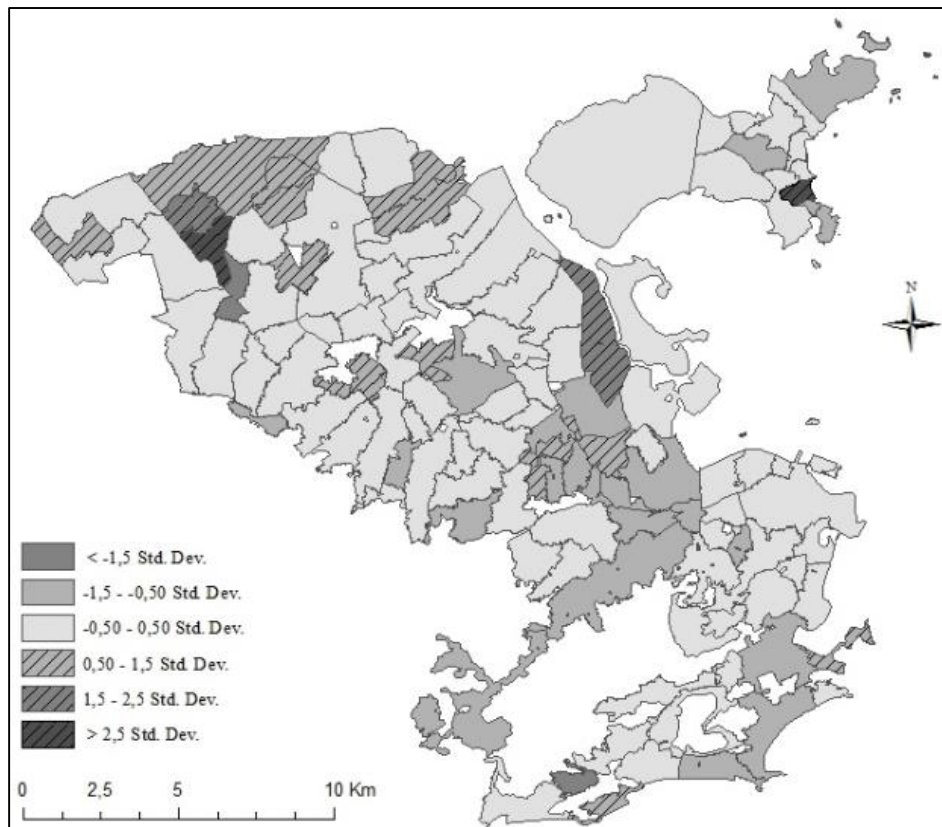 N
< -1,5 Std. Dev.
-1,5 - -0,50 Std. Dev.
-0,50 - 0,50 Std. Dev.
0,50 - 1,5 Std. Dev.
1,5 - 2,5 Std. Dev.
> 2,5 Std. Dev.
0 2,5 5 10 Km